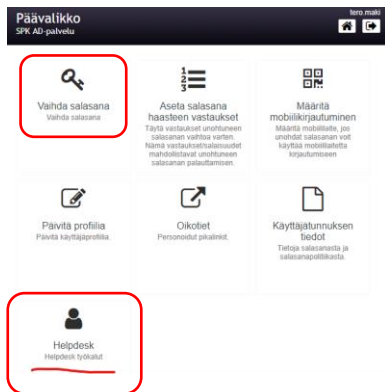 Päävalikko
SPK AD-palvelu
tero.maki
Vaihda salasana
Vaihda salasana
Aseta salasana
haasteen vastaukset
Täytä vastaukset unohtuneen
salasanan vaihtoa varten.
Nämä vastaukset/salaisuudet
mahdollistavat unohtuneen
salasanan palauttamisen.
Määritä
mobiilikirjautuminen
Määritä mobiililaite, jos
unohdat salasanan voit
käyttää mobiililaitetta
kirjautumiseen
Päivitä profiilia
Päivitä käyttäjäprofiilia.
Oikotiet
Personoidut pikalinkit.
Käyttäjätunnuksen
tiedot
Tietoja salasanasta ja
salasanapolitiikasta.
Helpdesk
Helpdesk työkalut